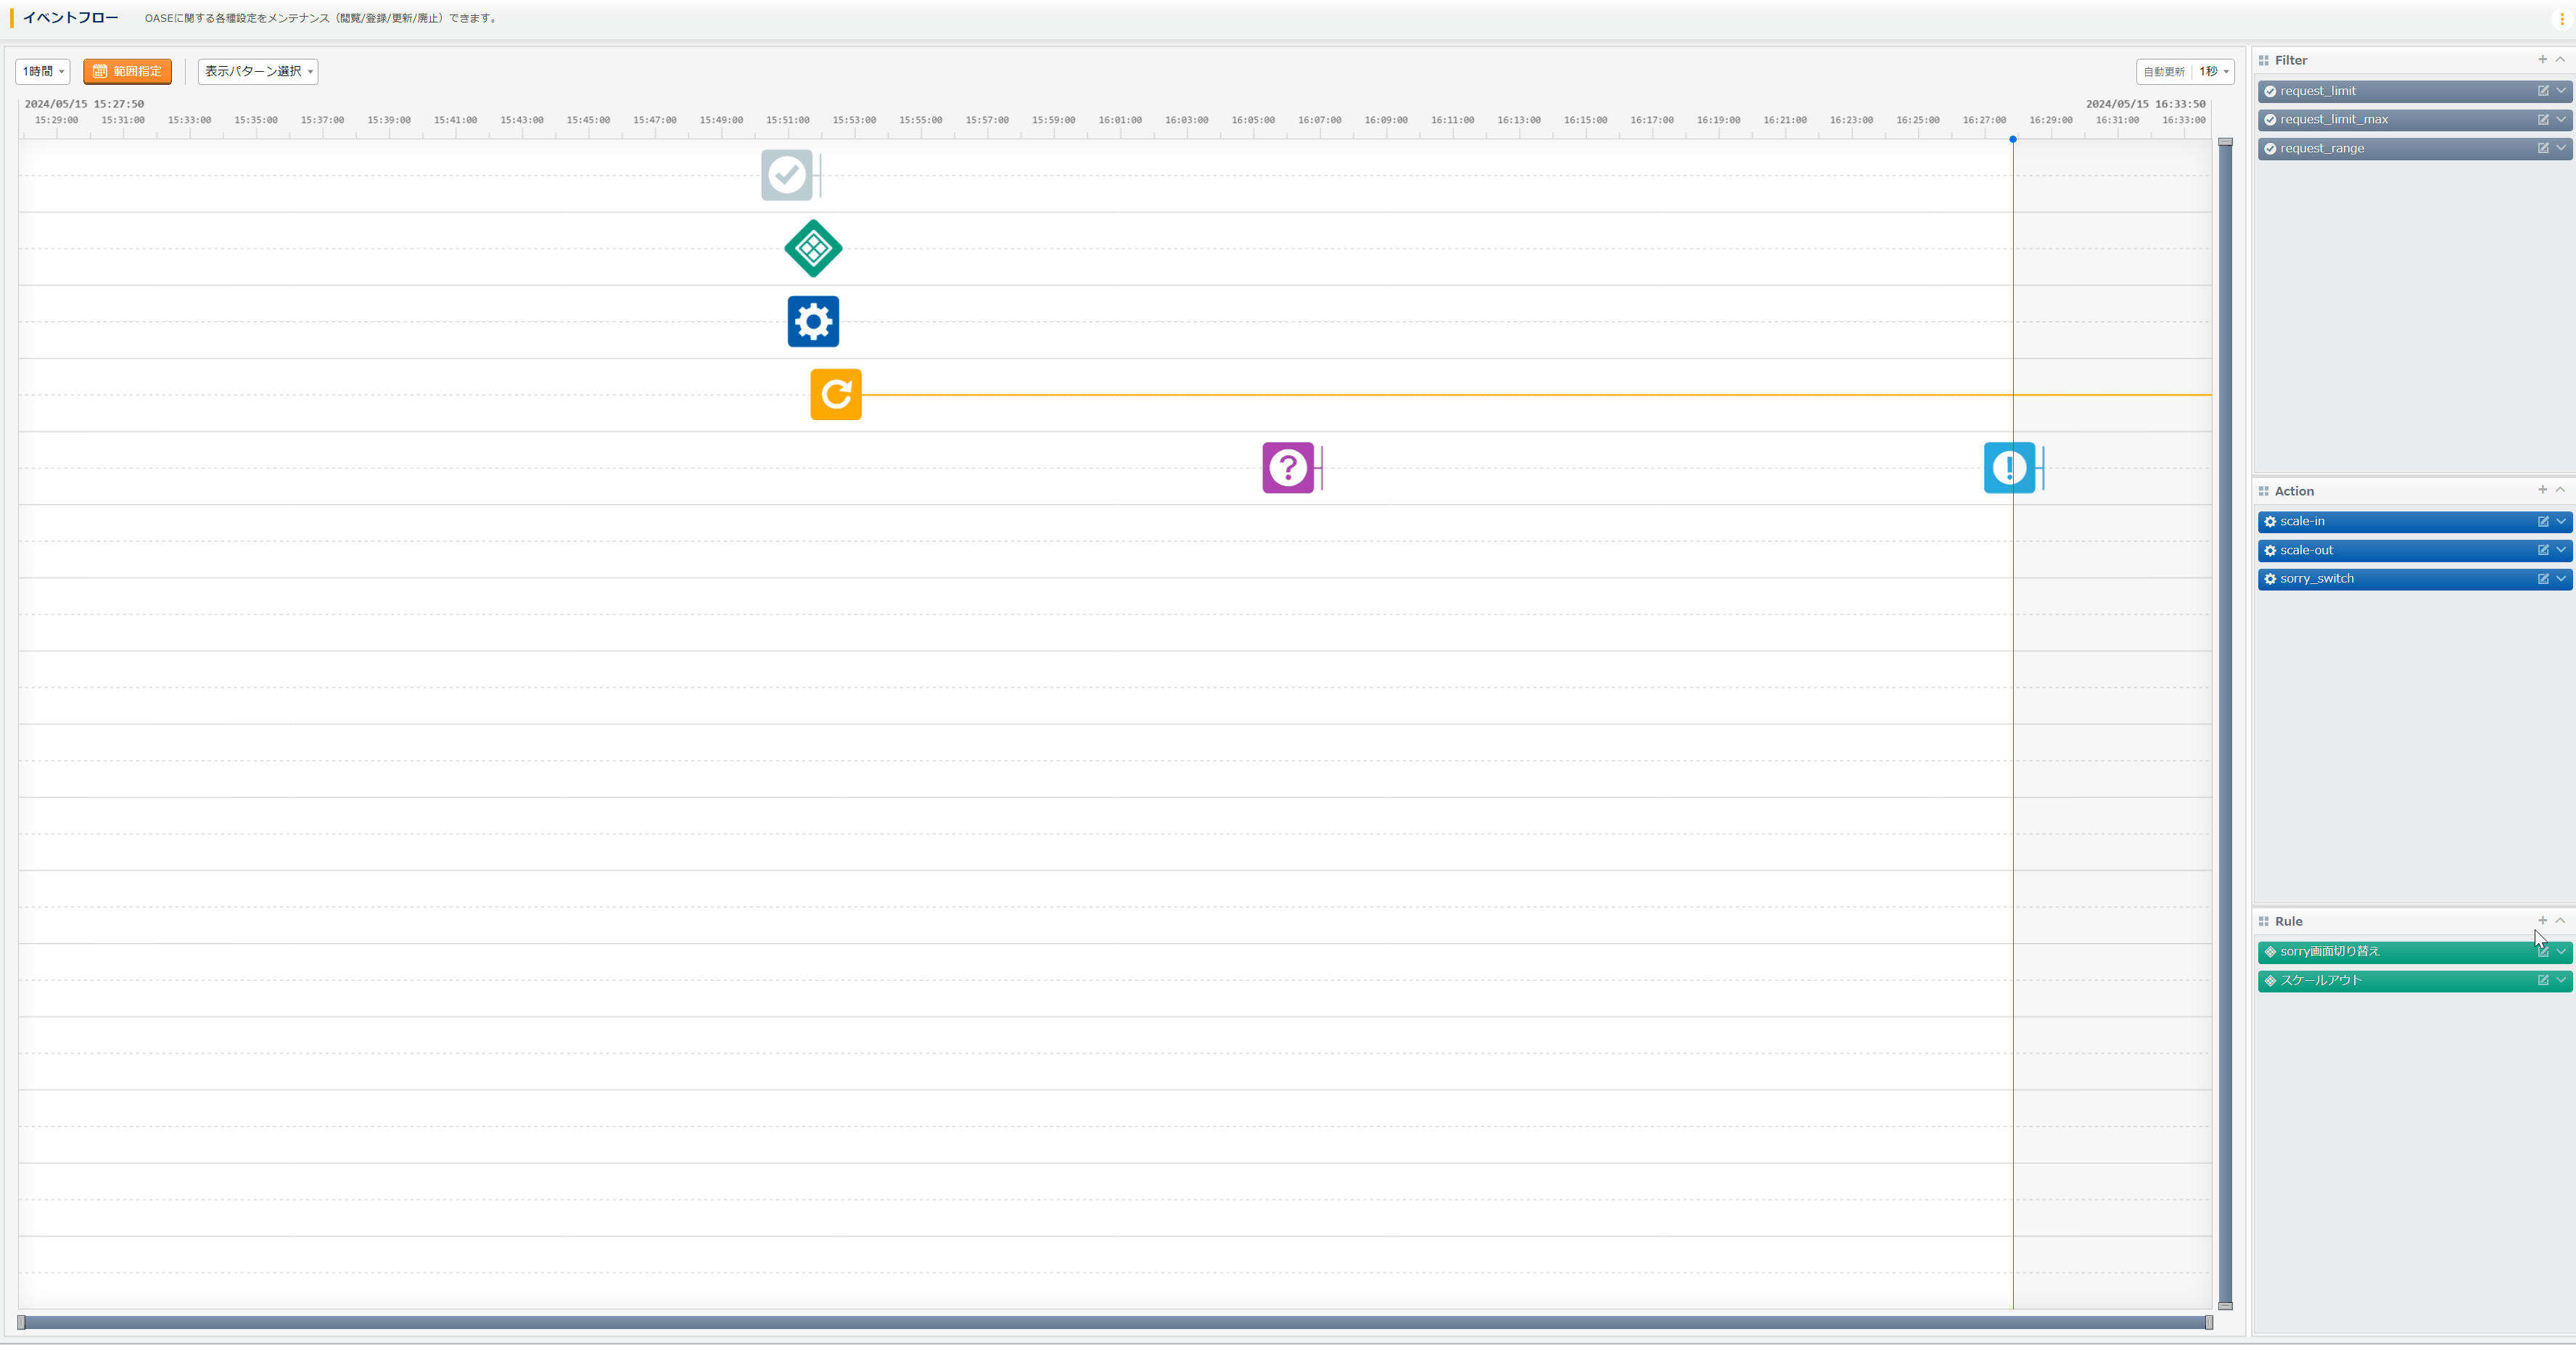 イベントフロー OASEに関する各種設定をメンテナンス（閲覧/登録/更新/廃止）できます。
1時間 範囲指定 表示パターン選択 自動更新 1秒
2024/05/15 15:27:50 2024/05/15 16:33:50
15:29:00 15:31:00 15:33:00 15:35:00 15:37:00 15:39:00 15:41:00 15:43:00 15:45:00 15:47:00 15:49:00 15:51:00 15:53:00 15:55:00 15:57:00 15:59:00 16:01:00 16:03:00 16:05:00 16:07:00 16:09:00 16:11:00 16:13:00 16:15:00 16:17:00 16:19:00 16:21:00 16:23:00 16:25:00 16:27:00 16:29:00 16:31:00 16:33:00
Filter
request_limit
request_limit_max
request_range
Action
scale-in
scale-out
sorry_switch
Rule
sorry画面切り替え
スケールアウト